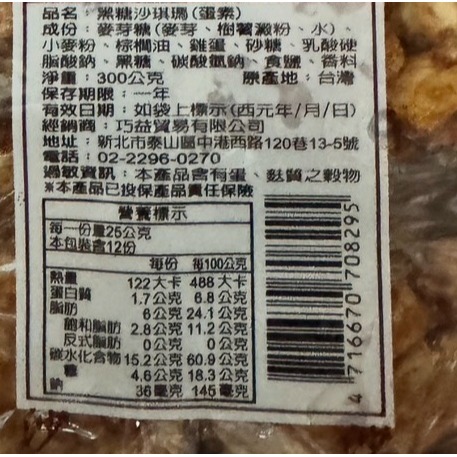 品名：黑糖沙琪瑪(蛋素)
成份：麥芽糖(麥芽、樹薯澱粉、水)、
小麥粉、棕櫚油、雞蛋、砂糖、乳酸硬
脂酸鈉、黑糖、碳酸氫鈉、食鹽、香料
淨重：300公克 原產地：台灣
保存期限：一年
有效日期：如袋上標示(西元年/月/日)
經銷商：巧益貿易有限公司
地址：新北市泰山區中港西路120巷13-5號
電話：02-2296-0270
過敏資訊：本產品含有蛋、麩質之穀物
※本產品已投保產品責任保險
營養標示
每一份量25公克
本包裝含12份
每份 每100公克
熱量 122大卡 488大卡
蛋白質 1.7公克 6.8公克
脂肪 6公克 24.1公克
飽和脂肪 2.8公克 11.2公克
反式脂肪 0公克 0公克
碳水化合物 15.2公克 60.9公克
糖 4.6公克 18.3公克
鈉 36毫克 145毫克
4 716670 708295